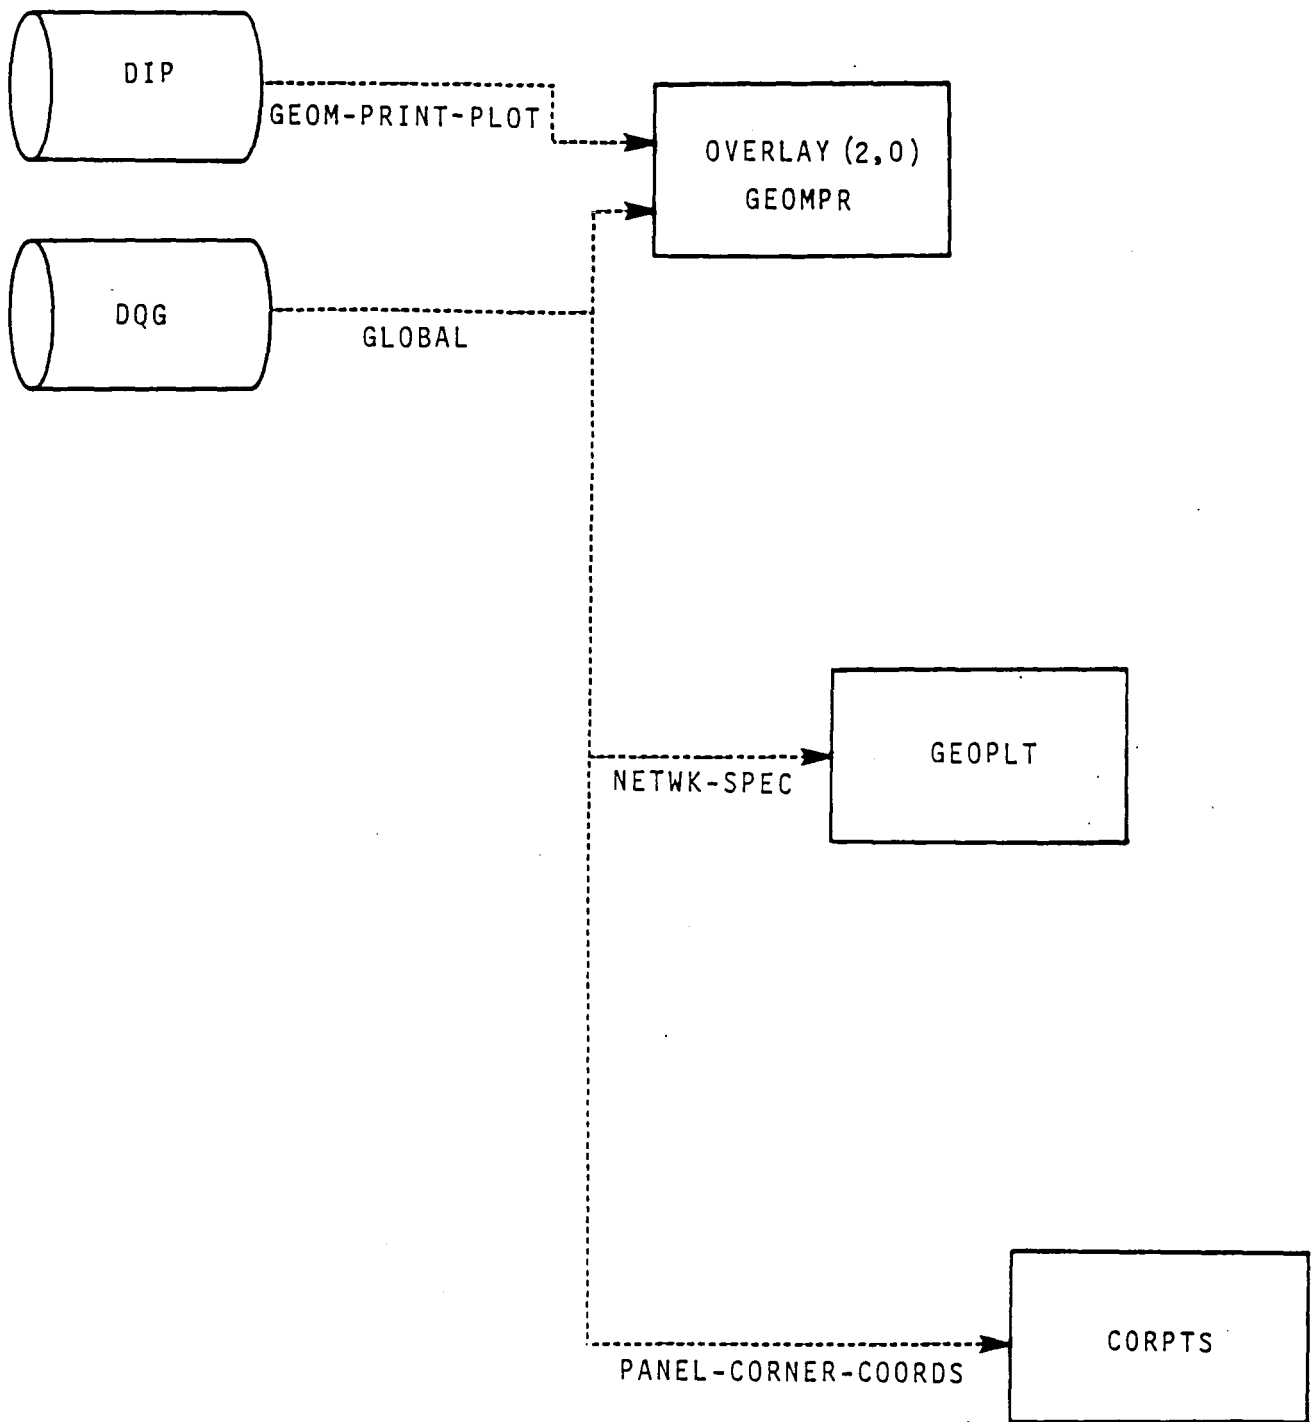 DIP
GEOM-PRINT-PLOT
OVERLAY (2,0)
GEOMPR
DQG
GLOBAL
GEOPLT
NETWK-SPEC
CORPTS
PANEL-CORNER-COORDS